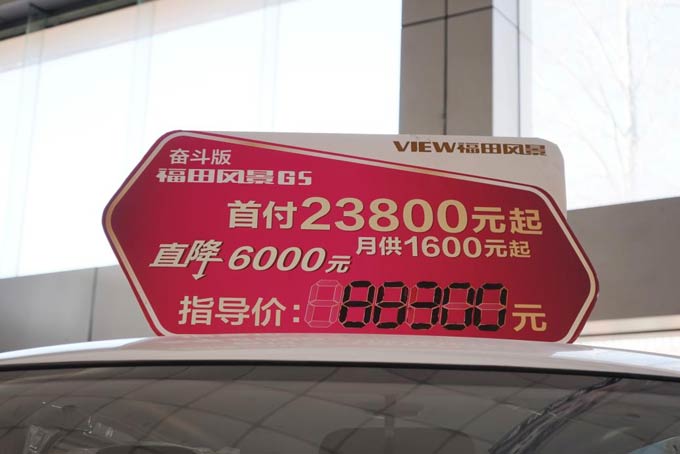 VIEW福田风景
奋斗版
福田风景G5
首付23800元起
直降6000元
月供1600元起
指导价:89300元